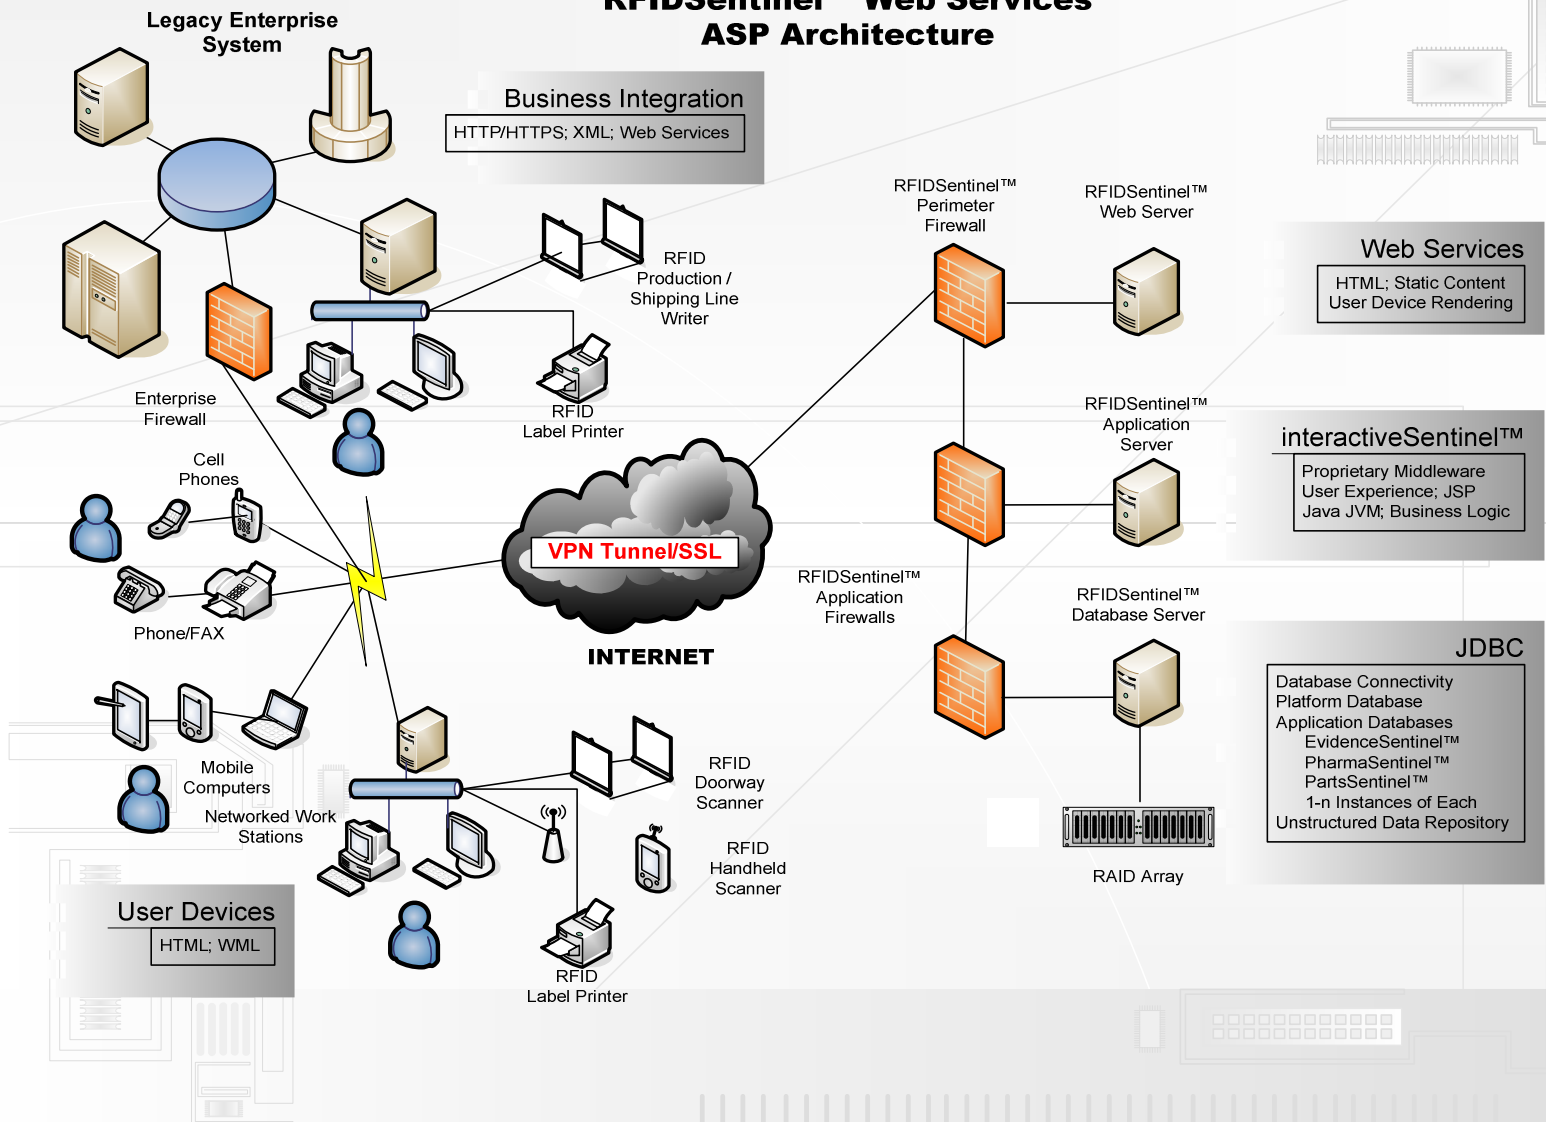 RFIDSentinel™ Web Services
ASP Architecture
Legacy Enterprise
System
Business Integration
HTTP/HTTPS; XML; Web Services
RFID
Production /
Shipping Line
Writer
RFID
Label Printer
Enterprise
Firewall
Cell
Phones
Phone/FAX
Mobile
Computers
Networked Work
Stations
User Devices
HTML; WML
VPN Tunnel/SSL
INTERNET
RFID
Doorway
Scanner
RFID
Handheld
Scanner
RFID
Label Printer
RFIDSentinel™
Perimeter
Firewall
RFIDSentinel™
Web Server
Web Services
HTML; Static Content
User Device Rendering
RFIDSentinel™
Application
Server
interactiveSentinel™
Proprietary Middleware
User Experience; JSP
Java JVM; Business Logic
RFIDSentinel™
Application
Firewalls
RFIDSentinel™
Database Server
JDBC
Database Connectivity
Platform Database
Application Databases
EvidenceSentinel™
PharmaSentinel™
PartsSentinel™
1-n Instances of Each
Unstructured Data Repository
RAID Array